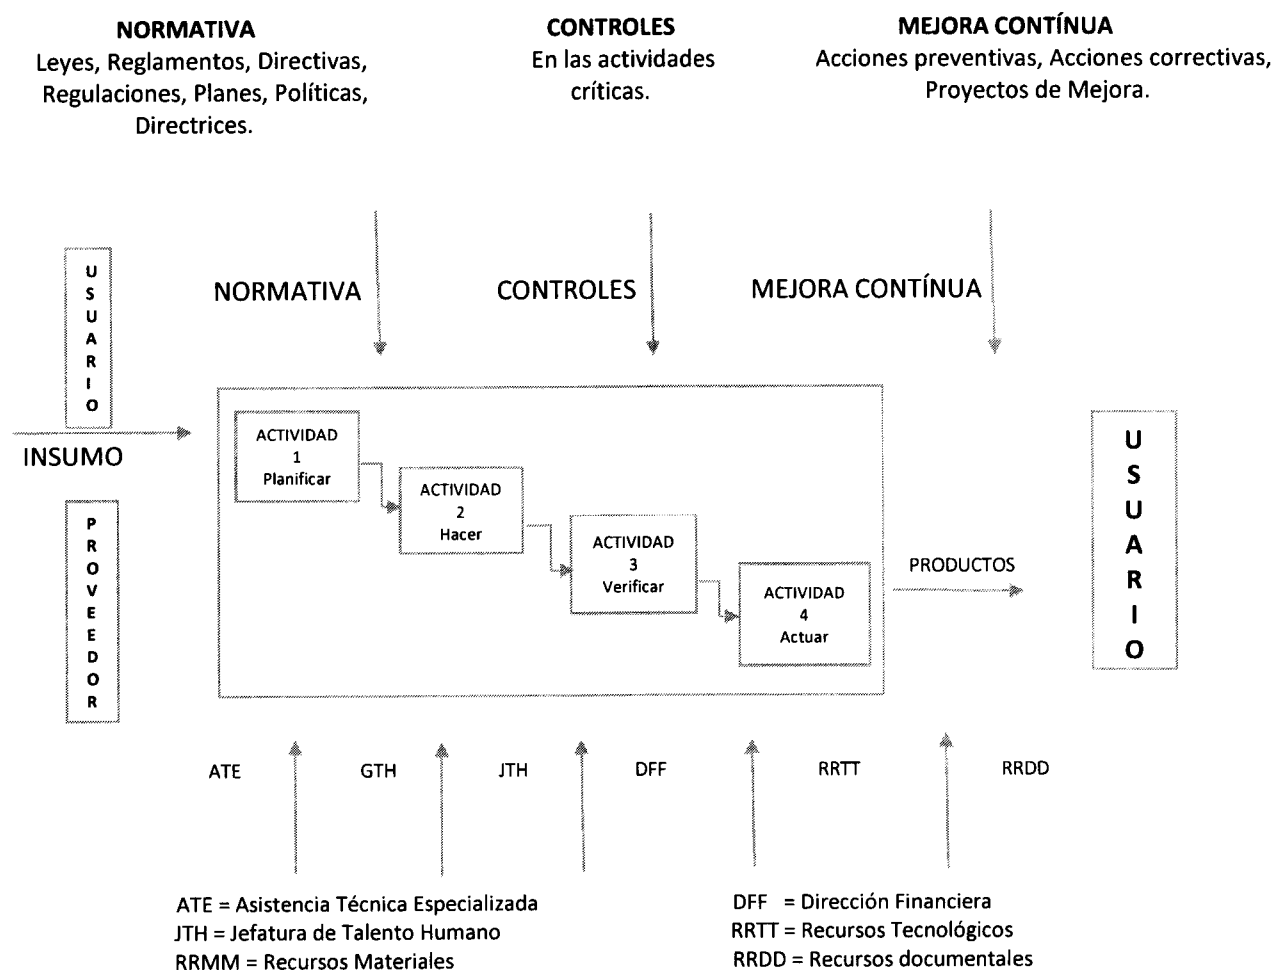 NORMATIVA
Leyes, Reglamentos, Directivas,
Regulaciones, Planes, Políticas,
Directrices.
CONTROLES
En las actividades
críticas.
MEJORA CONTÍNUA
Acciones preventivas, Acciones correctivas,
Proyectos de Mejora.
NORMATIVA
CONTROLES
MEJORA CONTÍNUA
USUARIO
INSUMO
PROVEEDOR
ACTIVIDAD
1
Planificar
ACTIVIDAD
2
Hacer
ACTIVIDAD
3
Verificar
ACTIVIDAD
4
Actuar
PRODUCTOS
USUARIO
ATE
GTH
JTH
DFF
RRTT
RRDD
ATE = Asistencia Técnica Especializada
JTH = Jefatura de Talento Humano
RRMM = Recursos Materiales
DFF = Dirección Financiera
RRTT = Recursos Tecnológicos
RRDD = Recursos documentales